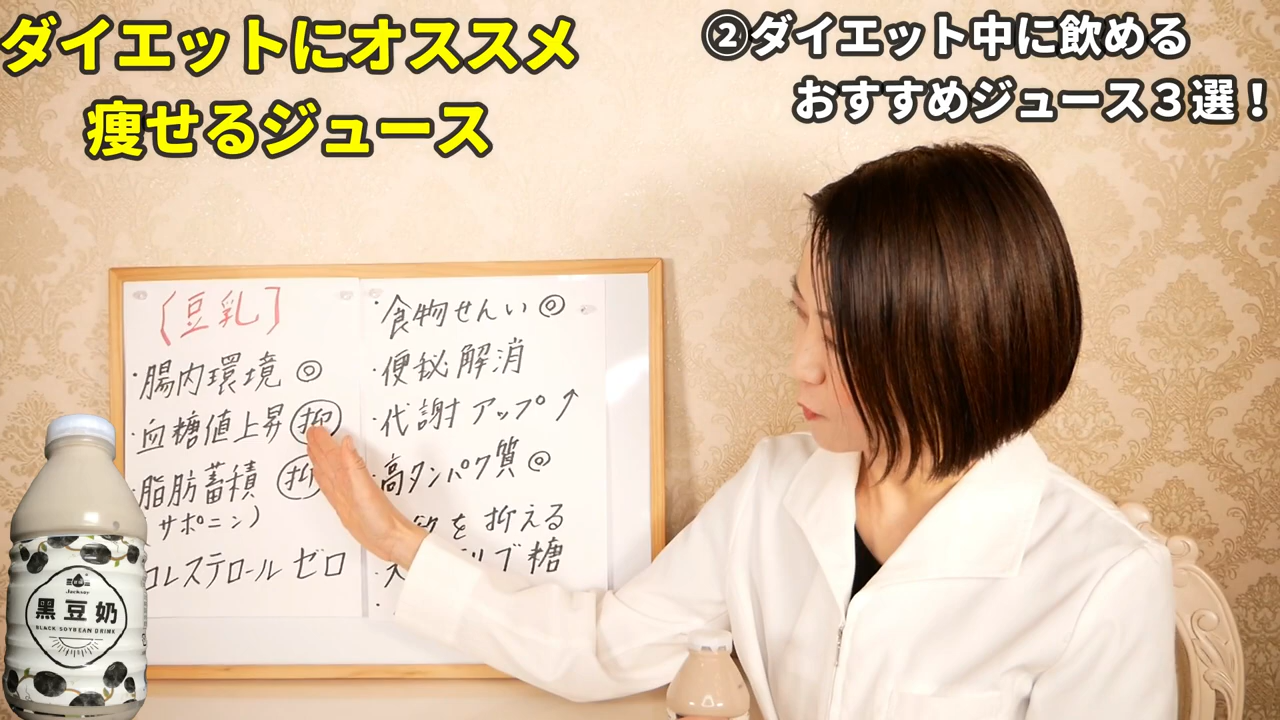 ダイエットにオススメ
痩せるジュース
②ダイエット中に飲める
おすすめジュース３選！
［豆乳］
・腸内環境 ◎
・血糖値上昇 抑
・脂肪蓄積 抑
サポニン）
コレステロール ゼロ
・食物せんい ◎
・便秘解消
・代謝アップ↑
・高タンパク質 ◎
を抑える
糖
Jackson
黑豆奶
BLACK SOYBEAN DRINK